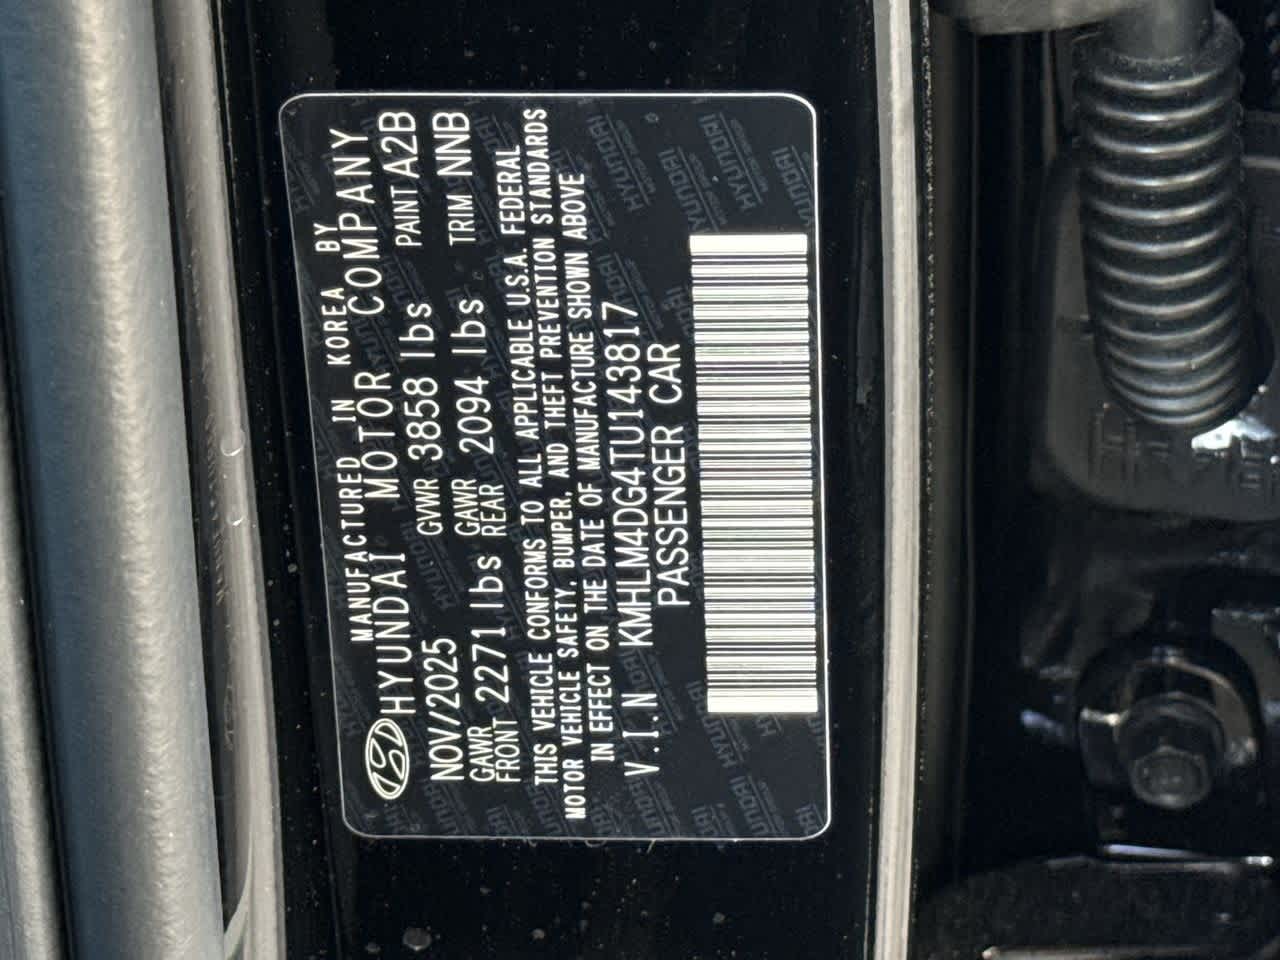 MANUFACTURED IN KOREA BY
HYUNDAI MOTOR COMPANY
NOV/2025 GVWR 3858 lbs PAINT A2B
GAWR FRONT 2271 lbs GAWR REAR 2094 lbs TRIM NNB
THIS VEHICLE CONFORMS TO ALL APPLICABLE U.S.A. FEDERAL
MOTOR VEHICLE SAFETY, BUMPER, AND THEFT PREVENTION STANDARDS
IN EFFECT ON THE DATE OF MANUFACTURE SHOWN ABOVE
V.I.N KMHLM4DG4TU143817
PASSENGER CAR